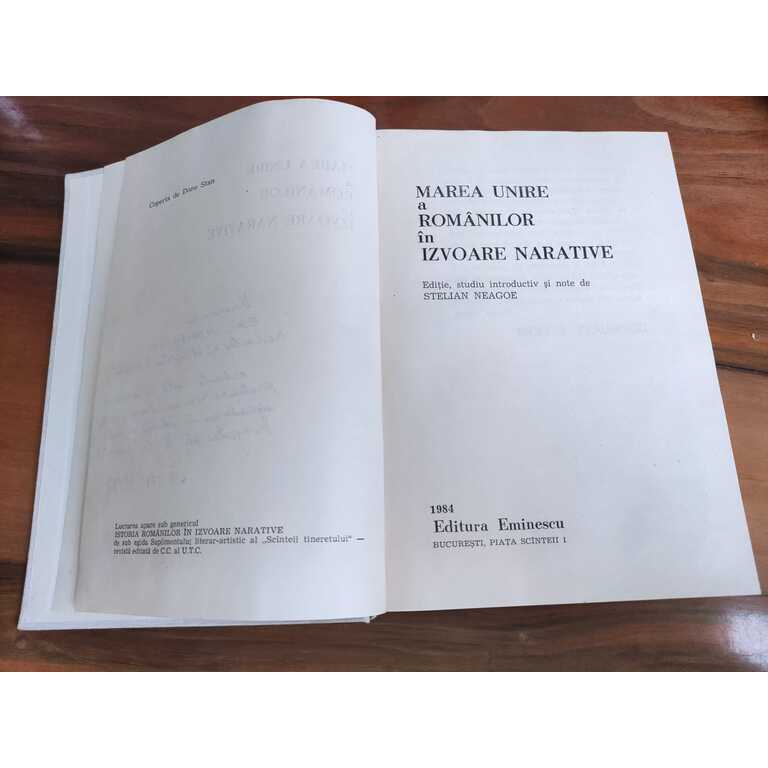 Coperta de Done Stan
Lucrarea apare sub genericul
ISTORIA ROMÂNILOR ÎN IZVOARE NARATIVE
de sub egida Suplimentului literar-artistic al „Scînteii tineretului“ —
revistă editată de C.C. al U.T.C.
MAREA UNIRE
a
ROMÂNILOR
în
IZVOARE NARATIVE
Ediție, studiu introductiv și note de
STELIAN NEAGOE
1984
Editura Eminescu
BUCUREȘTI, PIAȚA SCÎNTEII 1